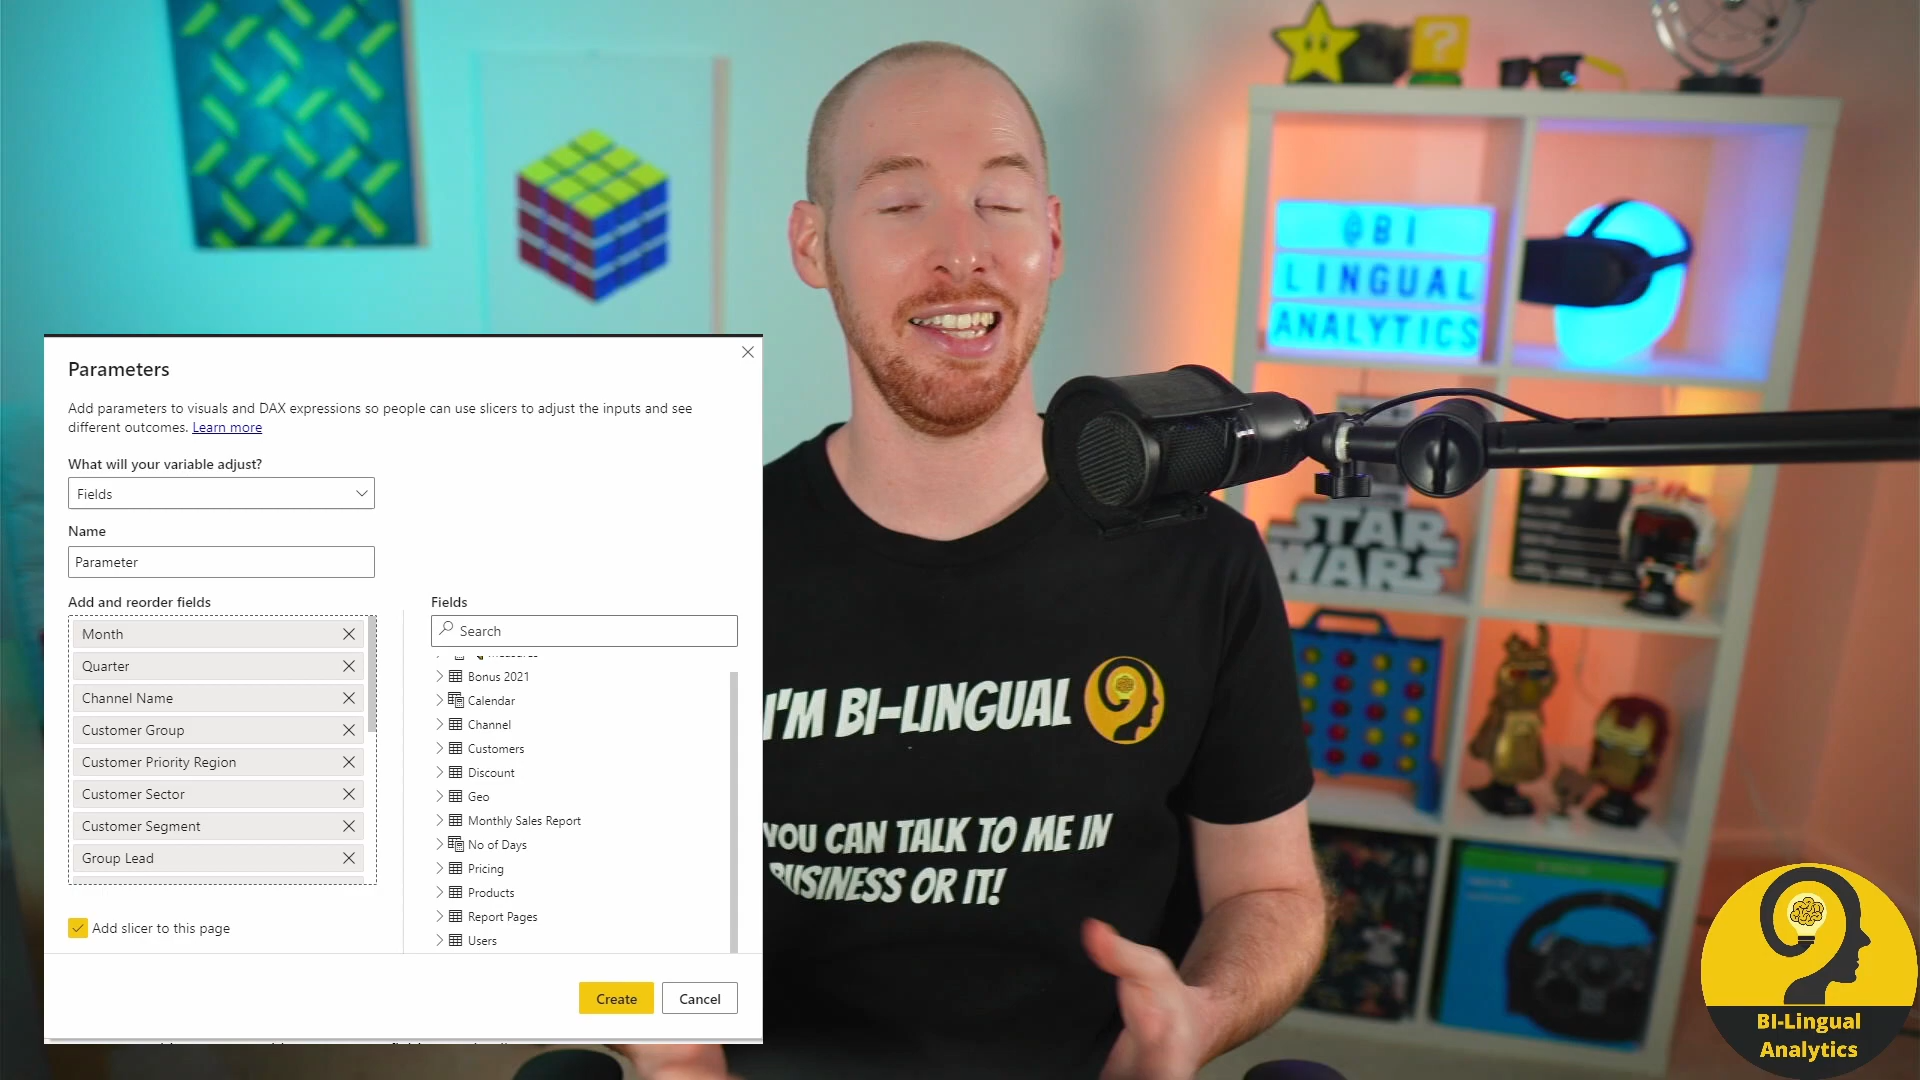 @BI
LINGUAL
ANALYTICS
Parameters
Add parameters to visuals and DAX expressions so people can use slicers to adjust the inputs and see
different outcomes. Learn more
What will your variable adjust?
Fields
Name
Parameter
Add and reorder fields
Month
Quarter
Channel Name
Customer Group
Customer Priority Region
Customer Sector
Customer Segment
Group Lead
Add slicer to this page
Fields
Search
Bonus 2021
Calendar
Channel
Customers
Discount
Geo
Monthly Sales Report
No of Days
Pricing
Products
Report Pages
Users
Create
Cancel
STAR
WARS
I'M BI-LINGUAL
YOU CAN TALK TO ME IN
BUSINESS OR IT!
BI-Lingual
Analytics